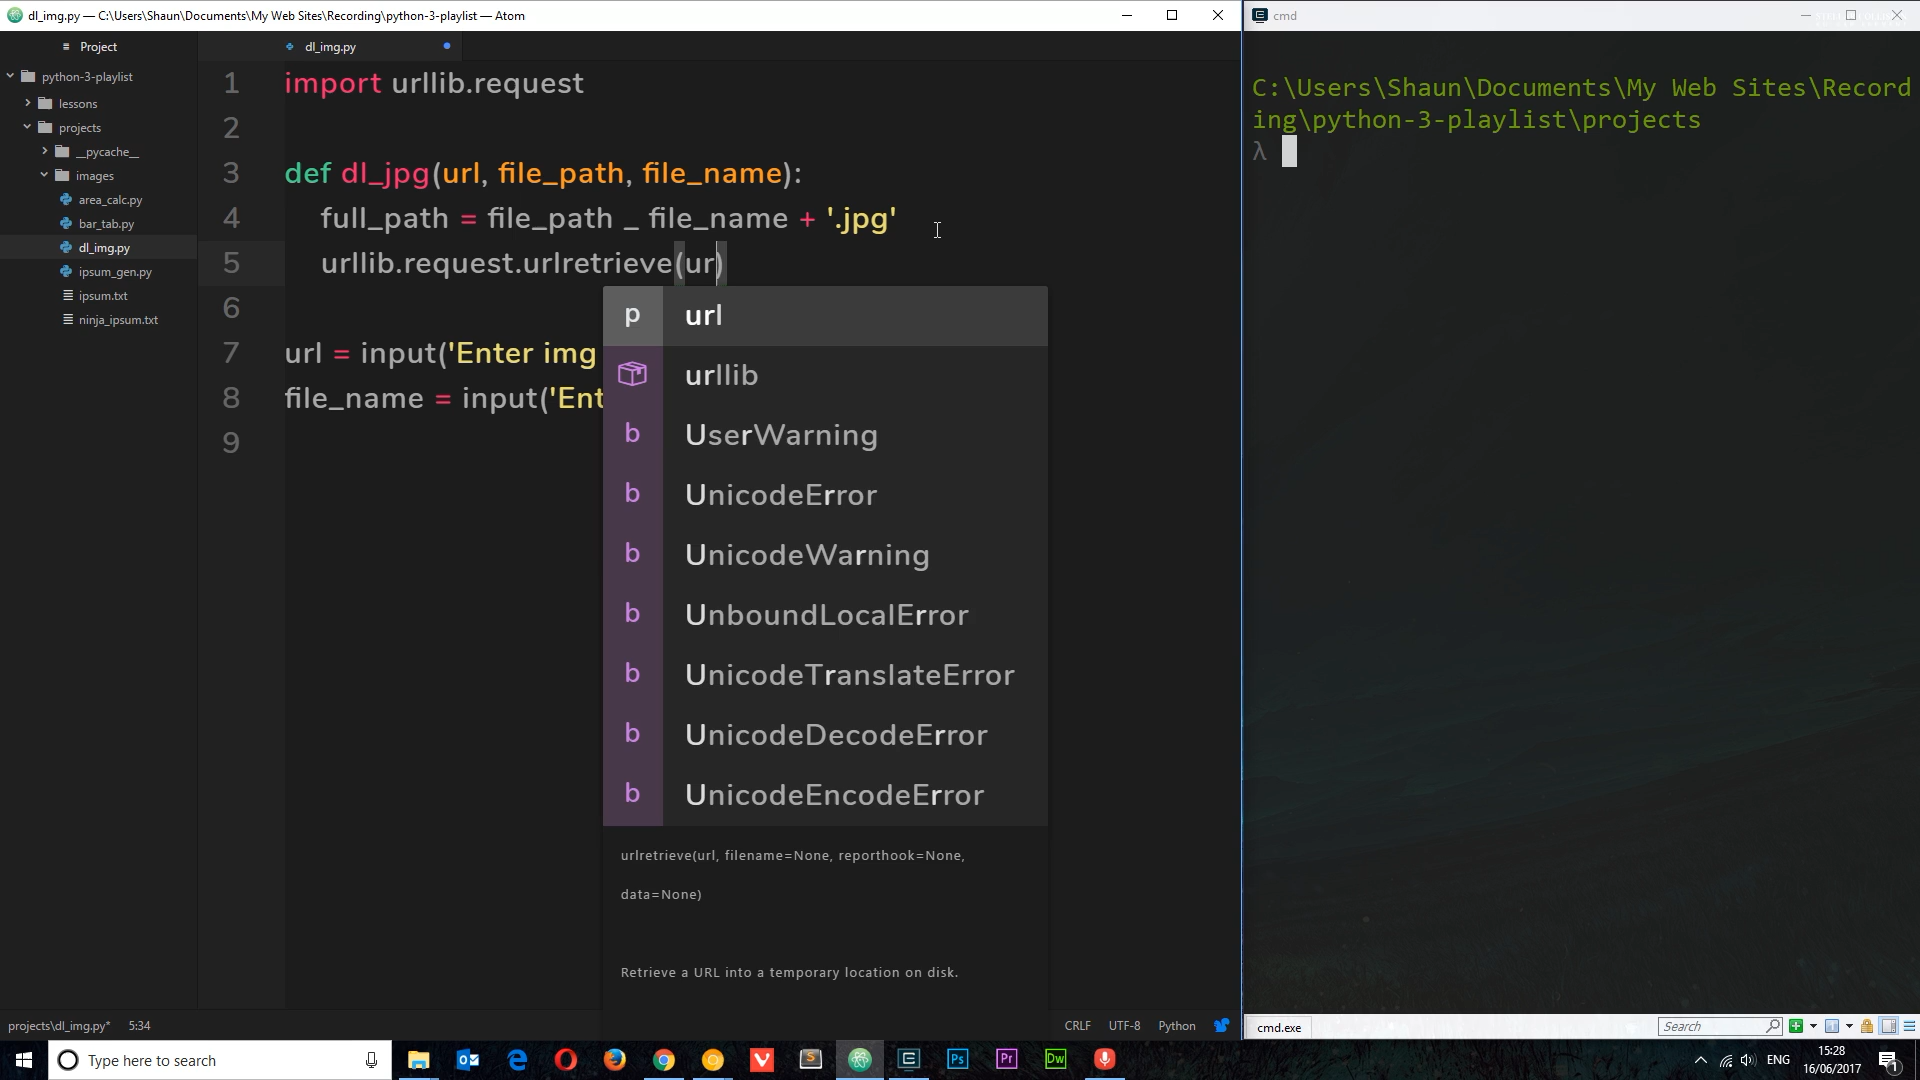 dl_img.py — C:\Users\Shaun\Documents\My Web Sites\Recording\python-3-playlist — Atom
Project
python-3-playlist
lessons
projects
__pycache__
images
area_calc.py
bar_tab.py
dl_img.py
ipsum_gen.py
ipsum.txt
ninja_ipsum.txt
dl_img.py
1 import urllib.request
2
3 def dl_jpg(url, file_path, file_name):
4 full_path = file_path _ file_name + '.jpg'
5 urllib.request.urlretrieve(ur)
6
7 url = input('Enter img
8 file_name = input('Ent
9
p url
urllib
b UserWarning
b UnicodeError
b UnicodeWarning
b UnboundLocalError
b UnicodeTranslateError
b UnicodeDecodeError
b UnicodeEncodeError
urlretrieve(url, filename=None, reporthook=None,
data=None)
Retrieve a URL into a temporary location on disk.
projects\dl_img.py* 5:34
CRLF UTF-8 Python
cmd
C:\Users\Shaun\Documents\My Web Sites\Record
ing\python-3-playlist\projects
λ
cmd.exe
Search
Type here to search
Ps Pr Dw
ENG
15:28
16/06/2017
1